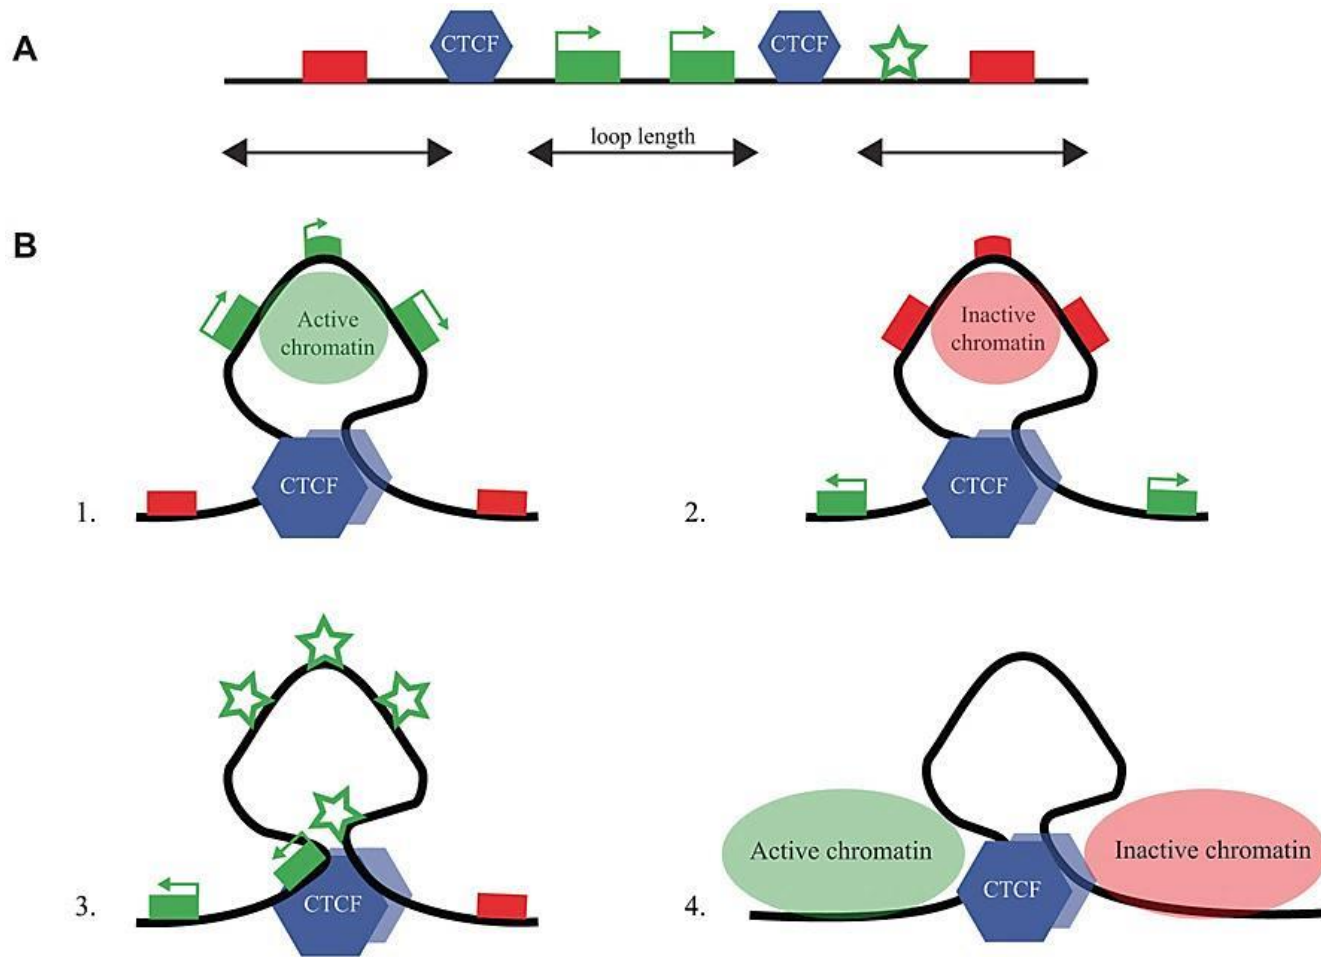 A
CTCF
CTCF
loop length
B
Active
chromatin
Inactive
chromatin
CTCF
CTCF
1.
2.
Active chromatin
Inactive chromatin
CTCF
CTCF
3.
4.